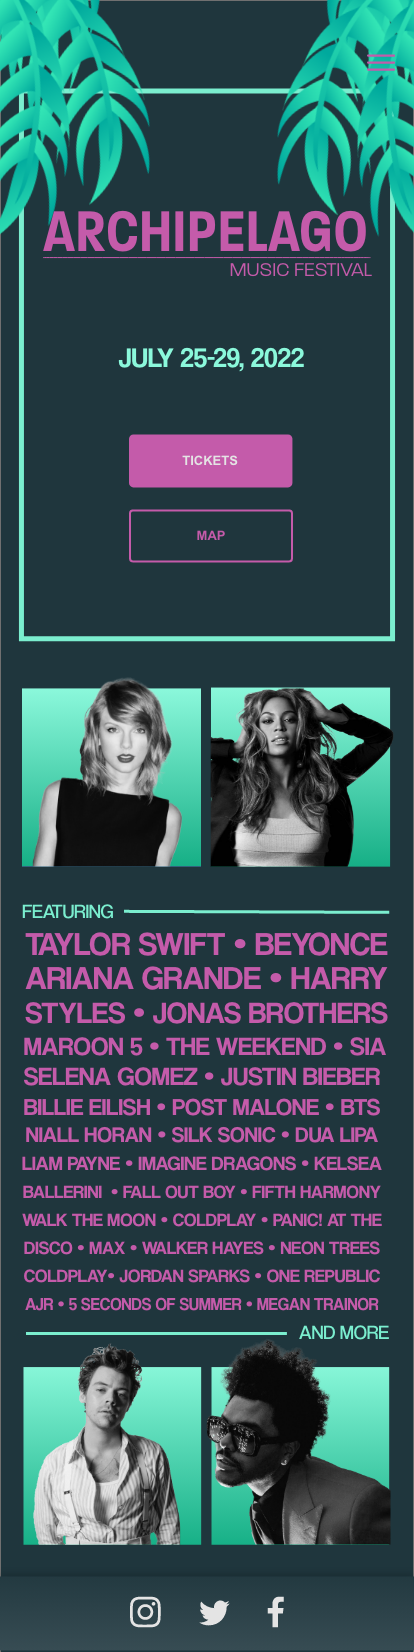 ARCHIPELAGO
MUSIC FESTIVAL
JULY 25-29, 2022
TICKETS
MAP
FEATURING
TAYLOR SWIFT • BEYONCE
ARIANA GRANDE • HARRY
STYLES • JONAS BROTHERS
MAROON 5 • THE WEEKEND • SIA
SELENA GOMEZ • JUSTIN BIEBER
BILLIE EILISH • POST MALONE • BTS
NIALL HORAN • SILK SONIC • DUA LIPA
LIAM PAYNE • IMAGINE DRAGONS • KELSEA
BALLERINI • FALL OUT BOY • FIFTH HARMONY
WALK THE MOON • COLDPLAY • PANIC! AT THE
DISCO • MAX • WALKER HAYES • NEON TREES
COLDPLAY• JORDAN SPARKS • ONE REPUBLIC
AJR • 5 SECONDS OF SUMMER • MEGAN TRAINOR
AND MORE